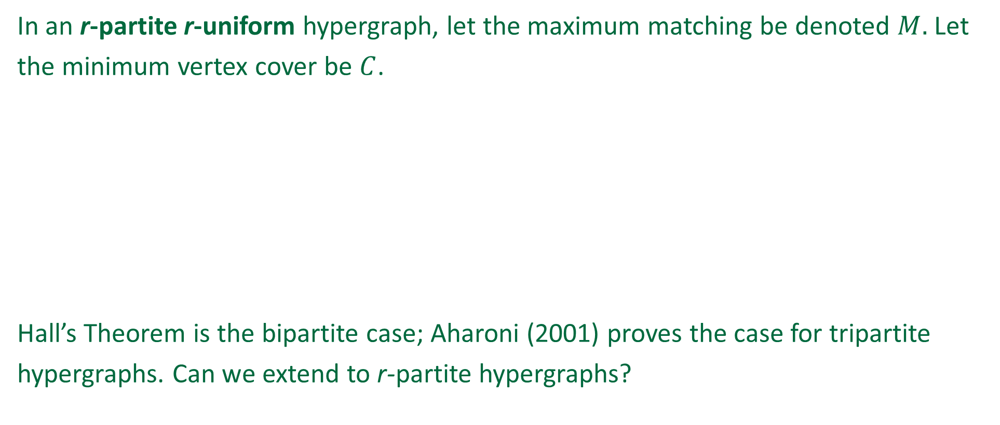 In an r-partite r-uniform hypergraph, let the maximum matching be denoted M. Let
the minimum vertex cover be C.
Hall’s Theorem is the bipartite case; Aharoni (2001) proves the case for tripartite
hypergraphs. Can we extend to r-partite hypergraphs?